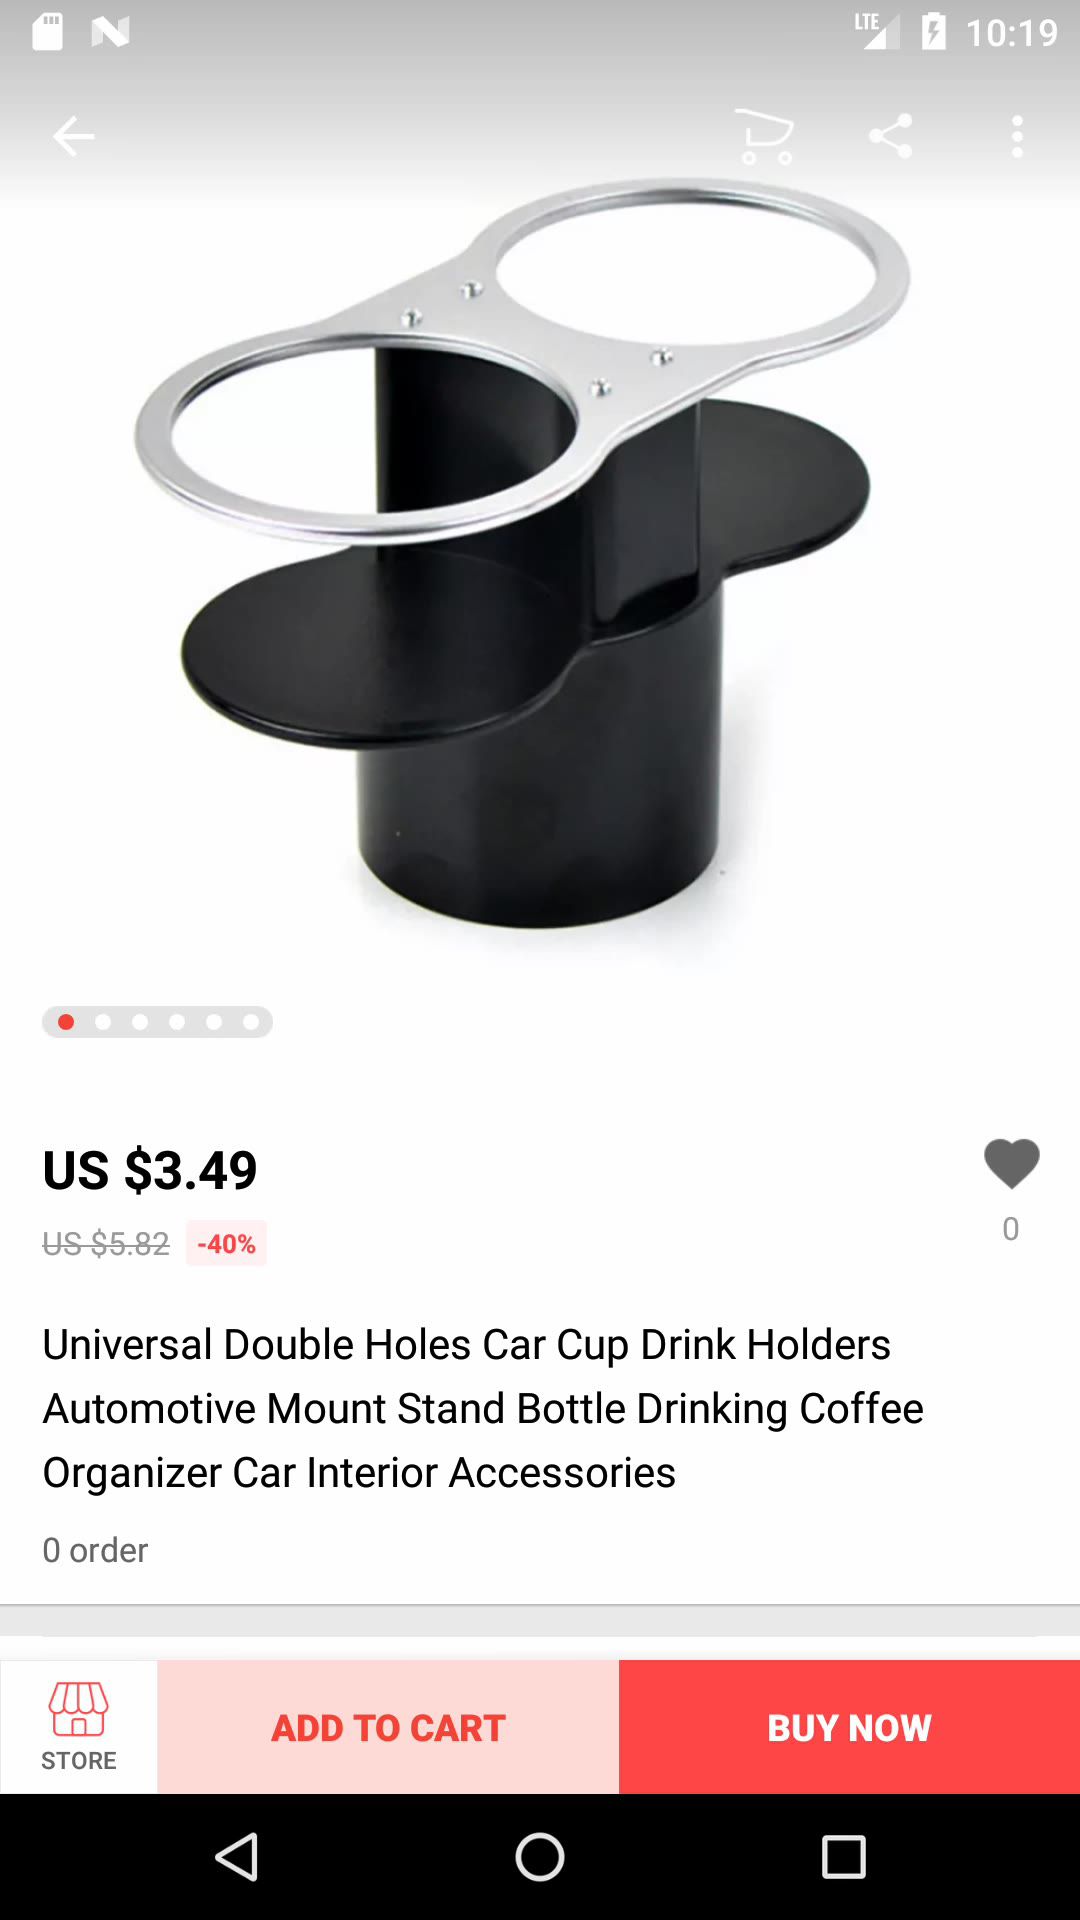 LTE 10:19
US $3.49
US $5.82 -40%
0
Universal Double Holes Car Cup Drink Holders
Automotive Mount Stand Bottle Drinking Coffee
Organizer Car Interior Accessories
0 order
STORE
ADD TO CART
BUY NOW